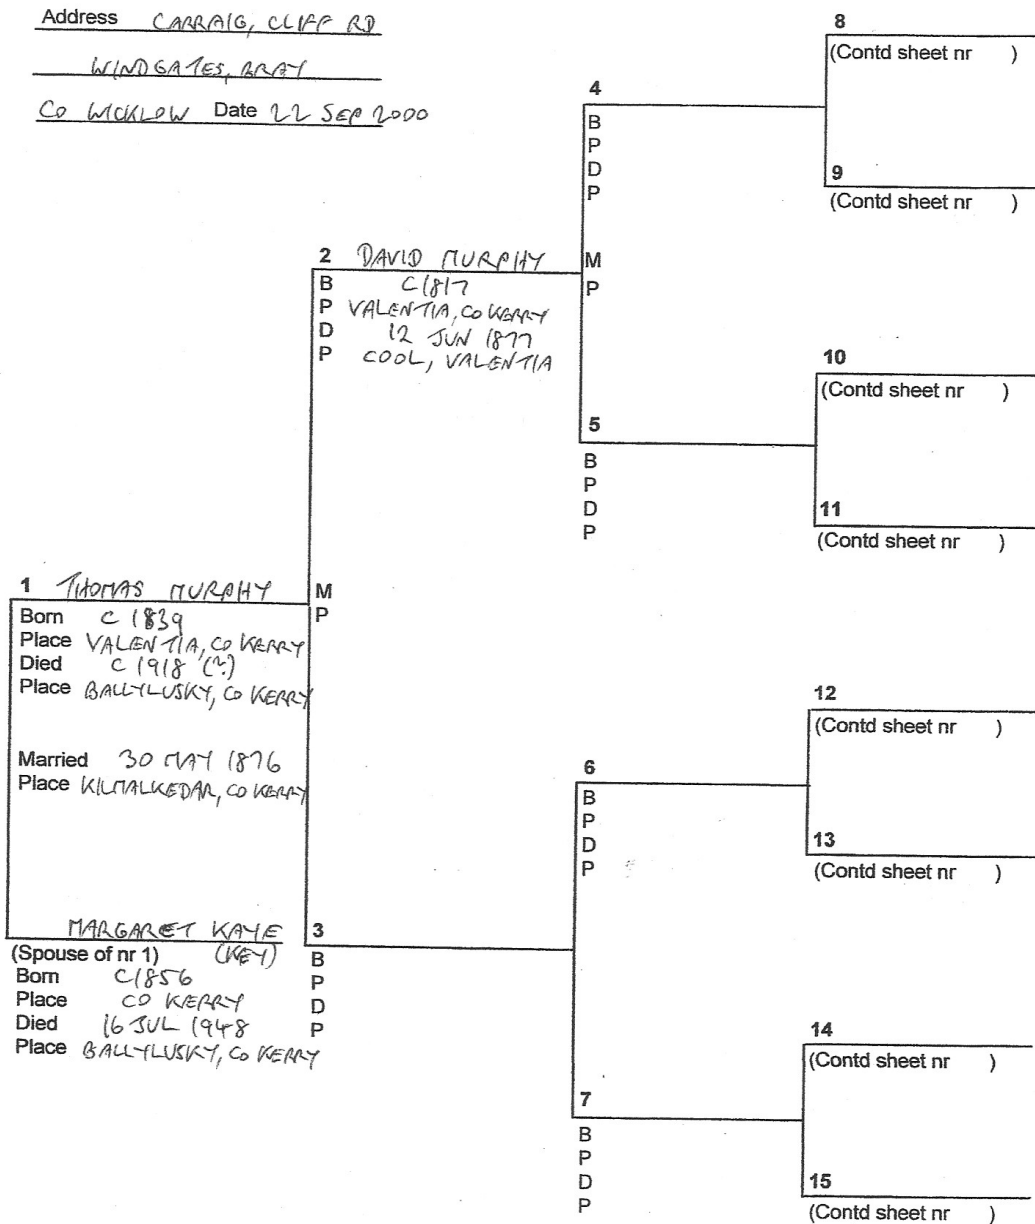 Address CARRAIG, CLIFF RD
WINDGATES, BRAY
CO WICKLOW Date 22 SEP 2000
1 THOMAS MURPHY
Born C 1839
Place VALENTIA, CO KERRY
Died C 1918 (?)
Place BALLYLUSKY, CO KERRY
Married 30 MAY 1876
Place KILMALKEDAR, CO KERRY
MARGARET KAYE
(Spouse of nr 1) (KEY)
Born C1856
Place CO KERRY
Died 16 JUL 1948
Place BALLYLUSKY, CO KERRY
2 DAVID MURPHY
B C1817
P VALENTIA, CO KERRY
D 12 JUN 1877
P COOL, VALENTIA
M
P
3
B
P
D
P
4
B
P
D
P
M
P
5
B
P
D
P
6
B
P
D
P
7
B
P
D
P
8
(Contd sheet nr )
9
(Contd sheet nr )
10
(Contd sheet nr )
11
(Contd sheet nr )
12
(Contd sheet nr )
13
(Contd sheet nr )
14
(Contd sheet nr )
15
(Contd sheet nr )